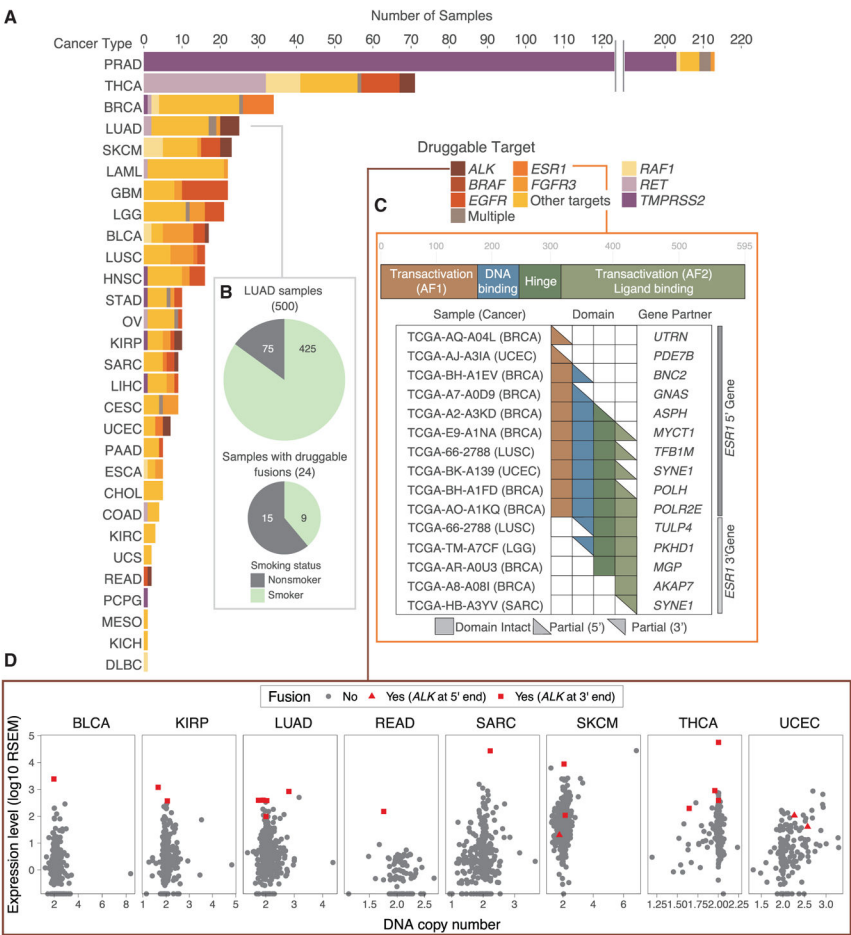 A
Number of Samples
Cancer Type
0 10 20 30 40 50 60 70 80 90 100 110 120 200 210 220
PRAD
THCA
BRCA
LUAD
SKCM
LAML
GBM
LGG
BLCA
LUSC
HNSC
STAD
OV
KIRP
SARC
LIHC
CESC
UCEC
PAAD
ESCA
CHOL
COAD
KIRC
UCS
READ
PCPG
MESO
KICH
DLBC
Druggable Target
ALK ESR1 RAF1
BRAF FGFR3 RET
EGFR Other targets TMPRSS2
Multiple
B
LUAD samples
(500)
75 425
Samples with druggable
fusions (24)
15 9
Smoking status
Nonsmoker
Smoker
C
0 100 200 300 400 500 595
Transactivation (AF1)
DNA binding
Hinge
Transactivation (AF2)
Ligand binding
Sample (Cancer) Domain Gene Partner
TCGA-AQ-A04L (BRCA) UTRN
TCGA-AJ-A3IA (UCEC) PDE7B
TCGA-BH-A1EV (BRCA) BNC2
TCGA-A7-A0D9 (BRCA) GNAS
TCGA-A2-A3KD (BRCA) ASPH
TCGA-E9-A1NA (BRCA) MYCT1
TCGA-66-2788 (LUSC) TFB1M
TCGA-BK-A139 (UCEC) SYNE1
TCGA-BH-A1FD (BRCA) POLH
TCGA-AO-A1KQ (BRCA) POLR2E
TCGA-66-2788 (LUSC) TULP4
TCGA-TM-A7CF (LGG) PKHD1
TCGA-AR-A0U3 (BRCA) MGP
TCGA-A8-A08I (BRCA) AKAP7
TCGA-HB-A3YV (SARC) SYNE1
ESR1 5' Gene
ESR1 3'Gene
Domain Intact Partial (5') Partial (3')
D
Fusion No Yes (ALK at 5' end) Yes (ALK at 3' end)
BLCA KIRP LUAD READ SARC SKCM THCA UCEC
Expression level (log10 RSEM)
5
4
3
2
1
0
2 4 6 8 1 2 3 4 5 1 2 3 4 1.5 2.0 2.5 1 2 3 2 4 6 1.25 1.50 1.75 2.00 2.25 1.5 2.0 2.5 3.0
DNA copy number